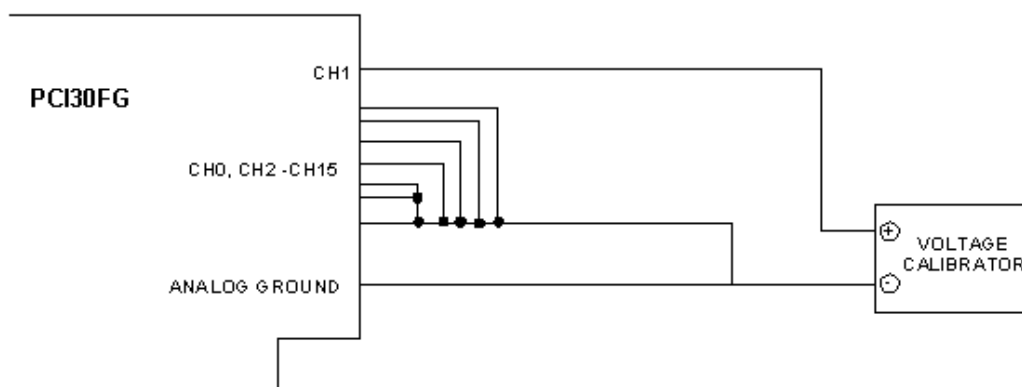 CH1
PCI30FG
CH0, CH2 -CH15
ANALOG GROUND
+
VOLTAGE
CALIBRATOR
-